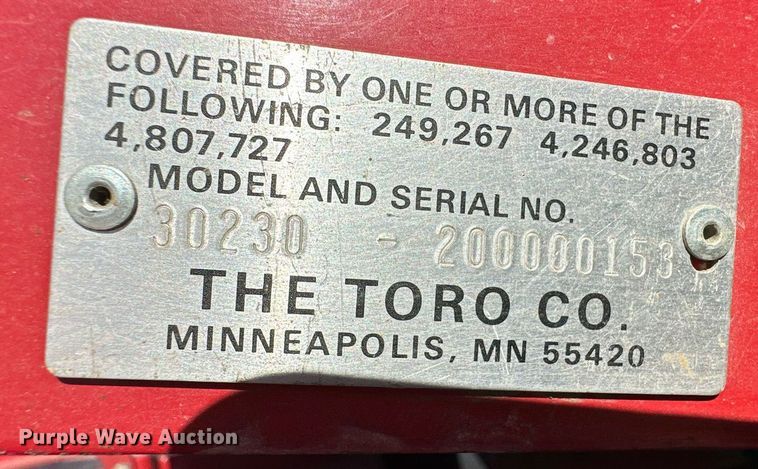 COVERED BY ONE OR MORE OF THE
FOLLOWING: 249,267 4,246,803
4,807,727
MODEL AND SERIAL NO.
30230 - 200000153
THE TORO CO.
MINNEAPOLIS, MN 55420
Purple Wave Auction